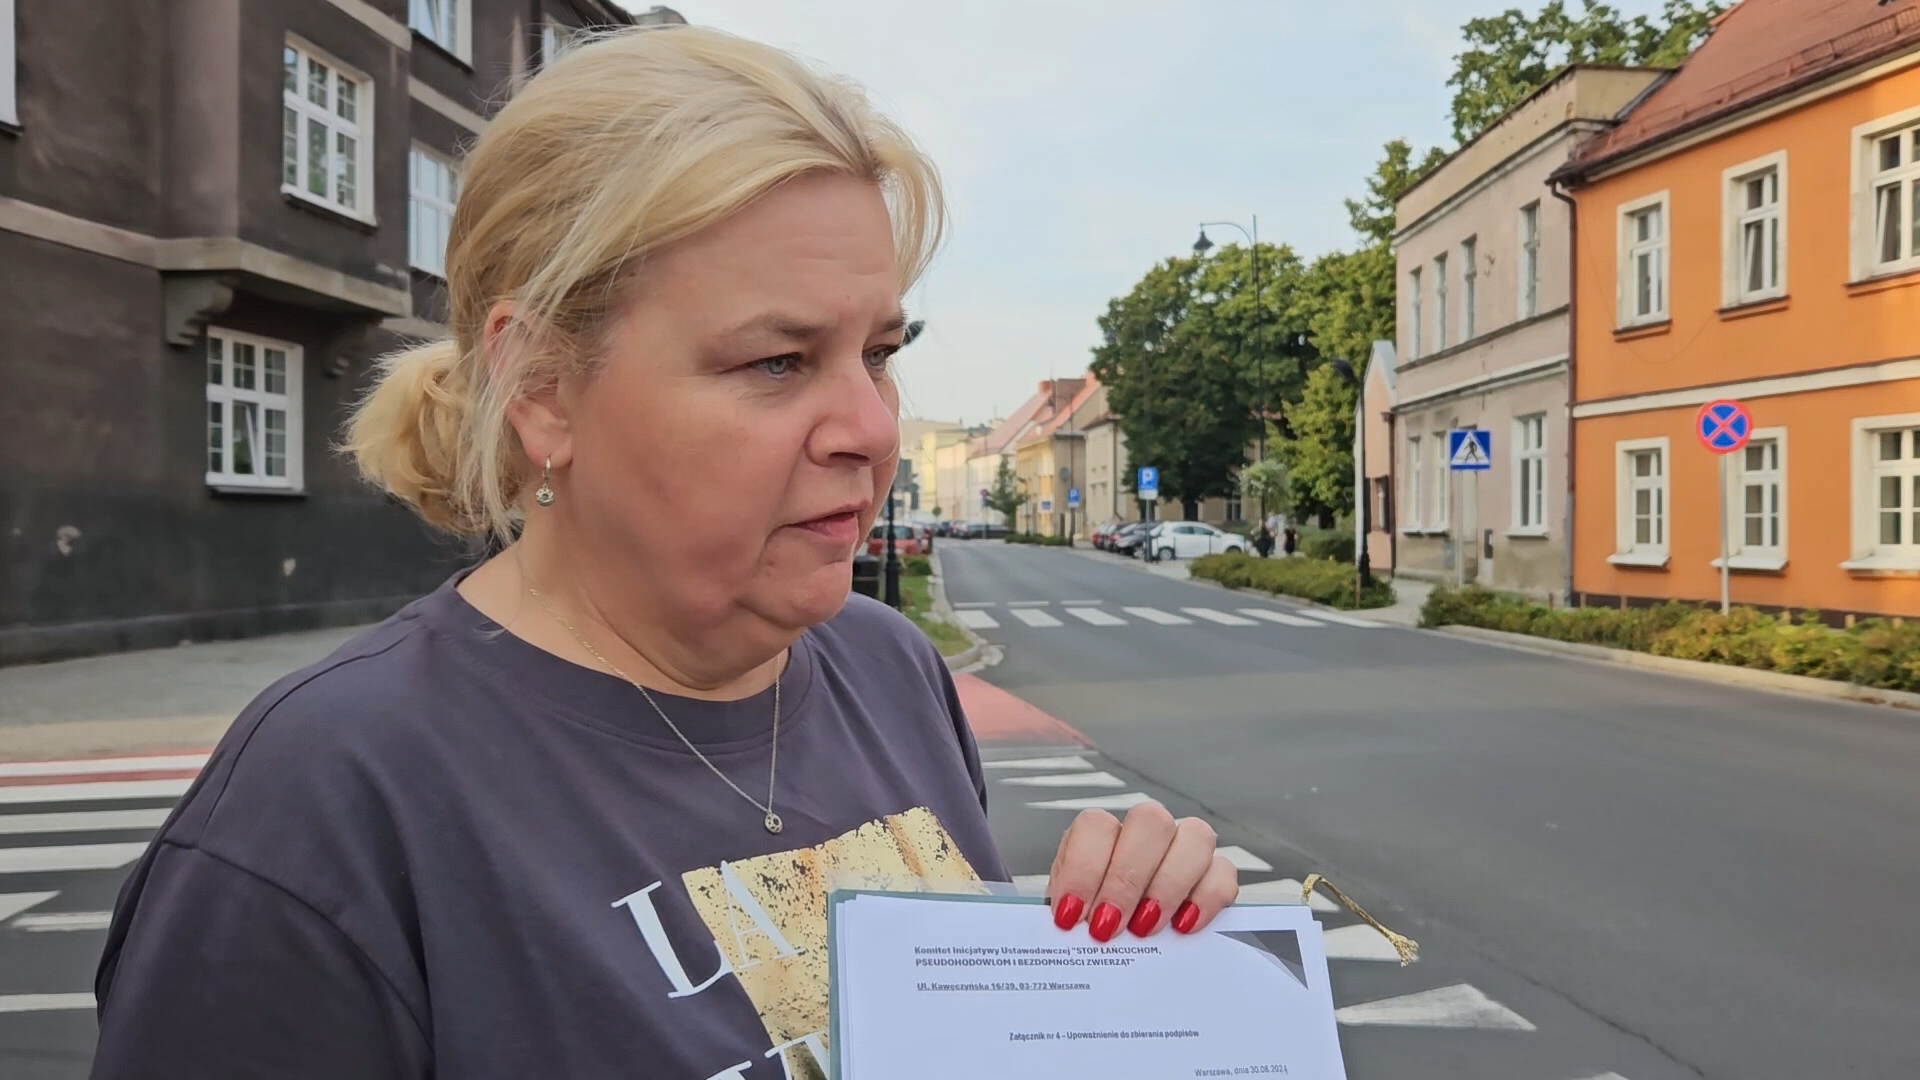 LA
Komitet Inicjatywy Ustawodawczej "STOP ŁAŃCUCHOM,
PSEUDOHODOWLOM I BEZDOMNOŚCI ZWIERZĄT"
Ul. Kawęczyńska 16/39, 03-772 Warszawa
Załącznik nr 4 – Upoważnienie do zbierania podpisów
Warszawa, dnia 30.08.2024
P